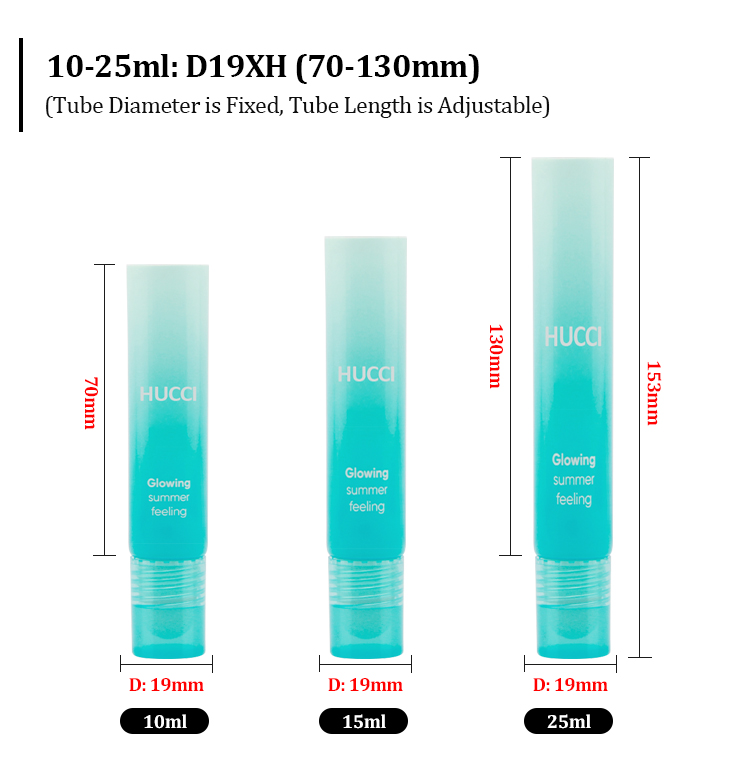 10-25ml: D19XH (70-130mm)
(Tube Diameter is Fixed, Tube Length is Adjustable)
70mm
HUCCI
Glowing
summer
feeling
HUCCI
Glowing
summer
feeling
130mm
HUCCI
Glowing
summer
feeling
153mm
D: 19mm
D: 19mm
D: 19mm
10ml
15ml
25ml